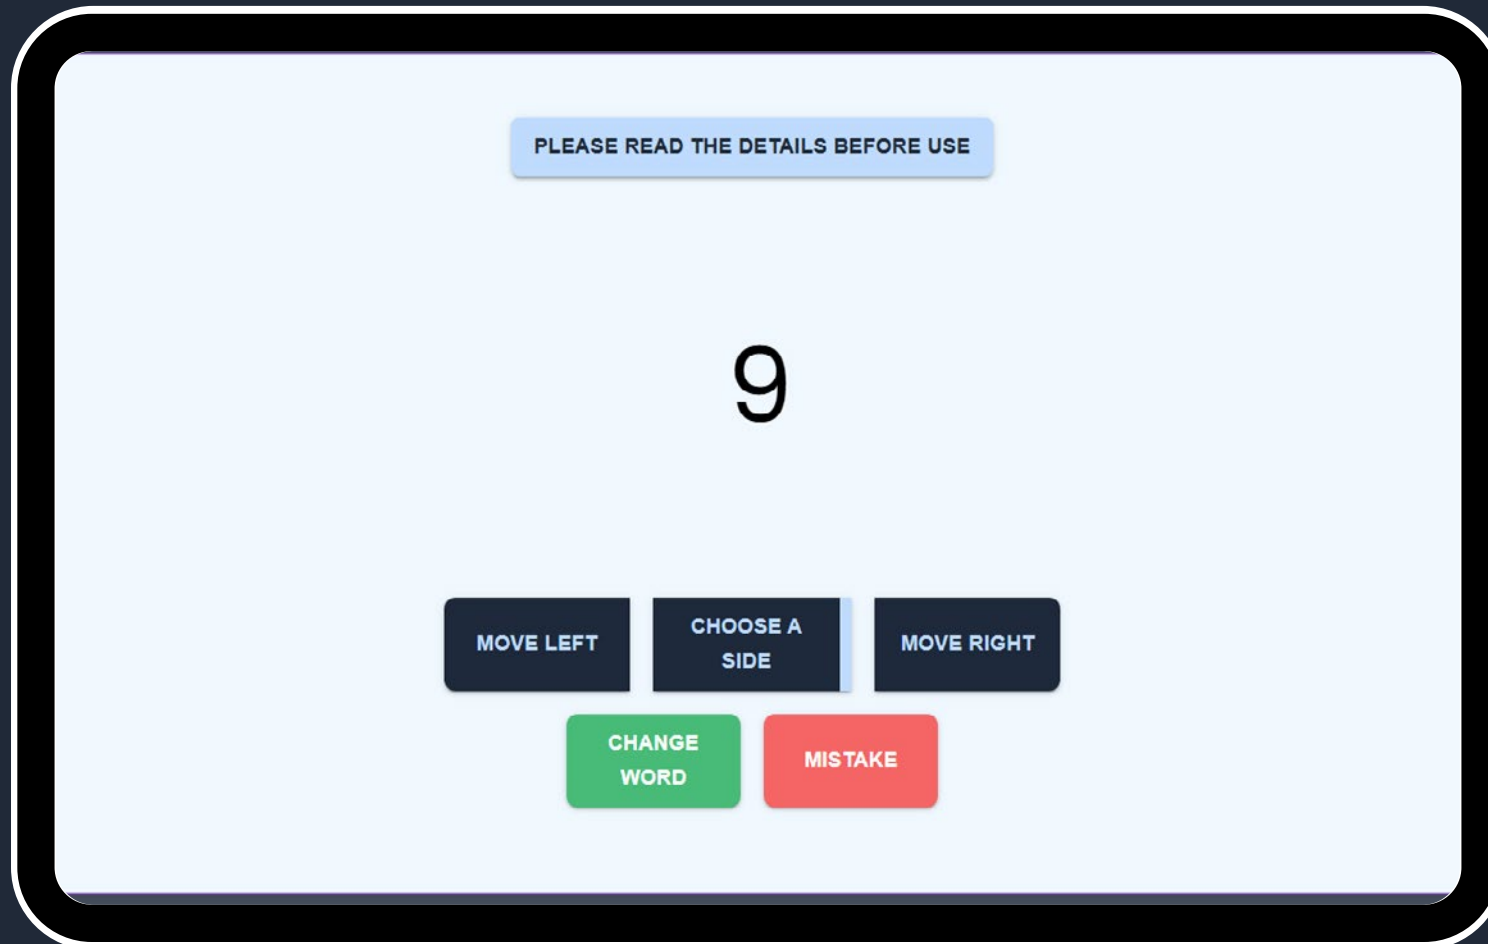 PLEASE READ THE DETAILS BEFORE USE
9
MOVE LEFT
CHOOSE A
SIDE
MOVE RIGHT
CHANGE
WORD
MISTAKE